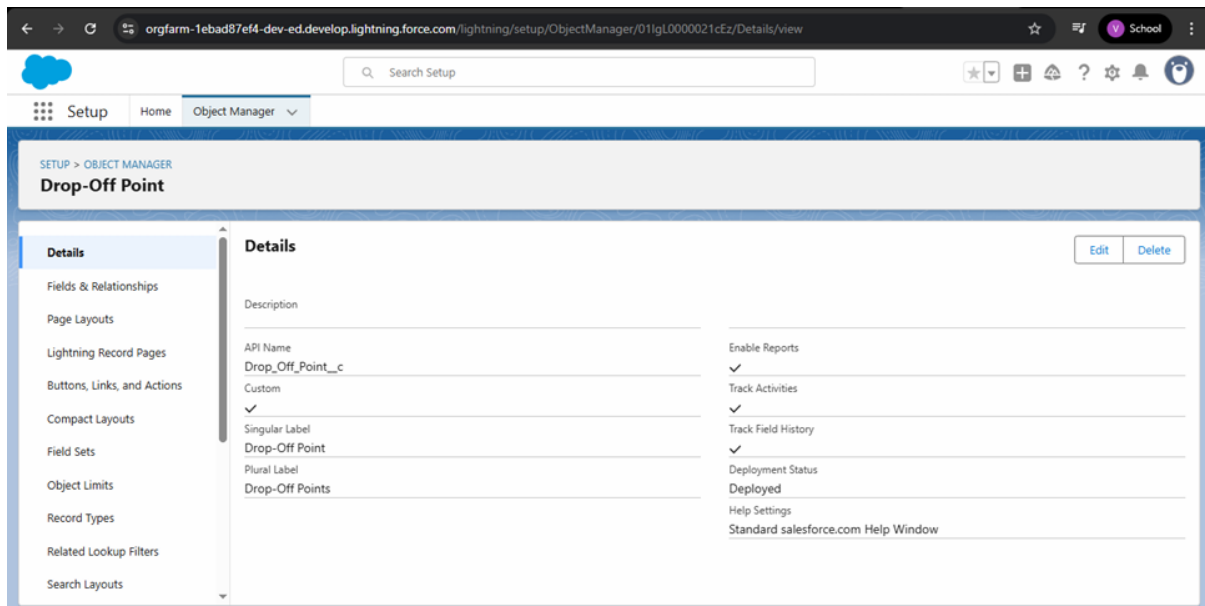 orgfarm-1ebad87ef4-dev-ed.develop.lightning.force.com/lightning/setup/ObjectManager/01IgL0000021cEz/Details/view
V School
Search Setup
Setup Home Object Manager
SETUP > OBJECT MANAGER
Drop-Off Point
Details
Fields & Relationships
Page Layouts
Lightning Record Pages
Buttons, Links, and Actions
Compact Layouts
Field Sets
Object Limits
Record Types
Related Lookup Filters
Search Layouts
Details
Edit Delete
Description
API Name
Drop_Off_Point__c
Custom
Singular Label
Drop-Off Point
Plural Label
Drop-Off Points
Enable Reports
Track Activities
Track Field History
Deployment Status
Deployed
Help Settings
Standard salesforce.com Help Window